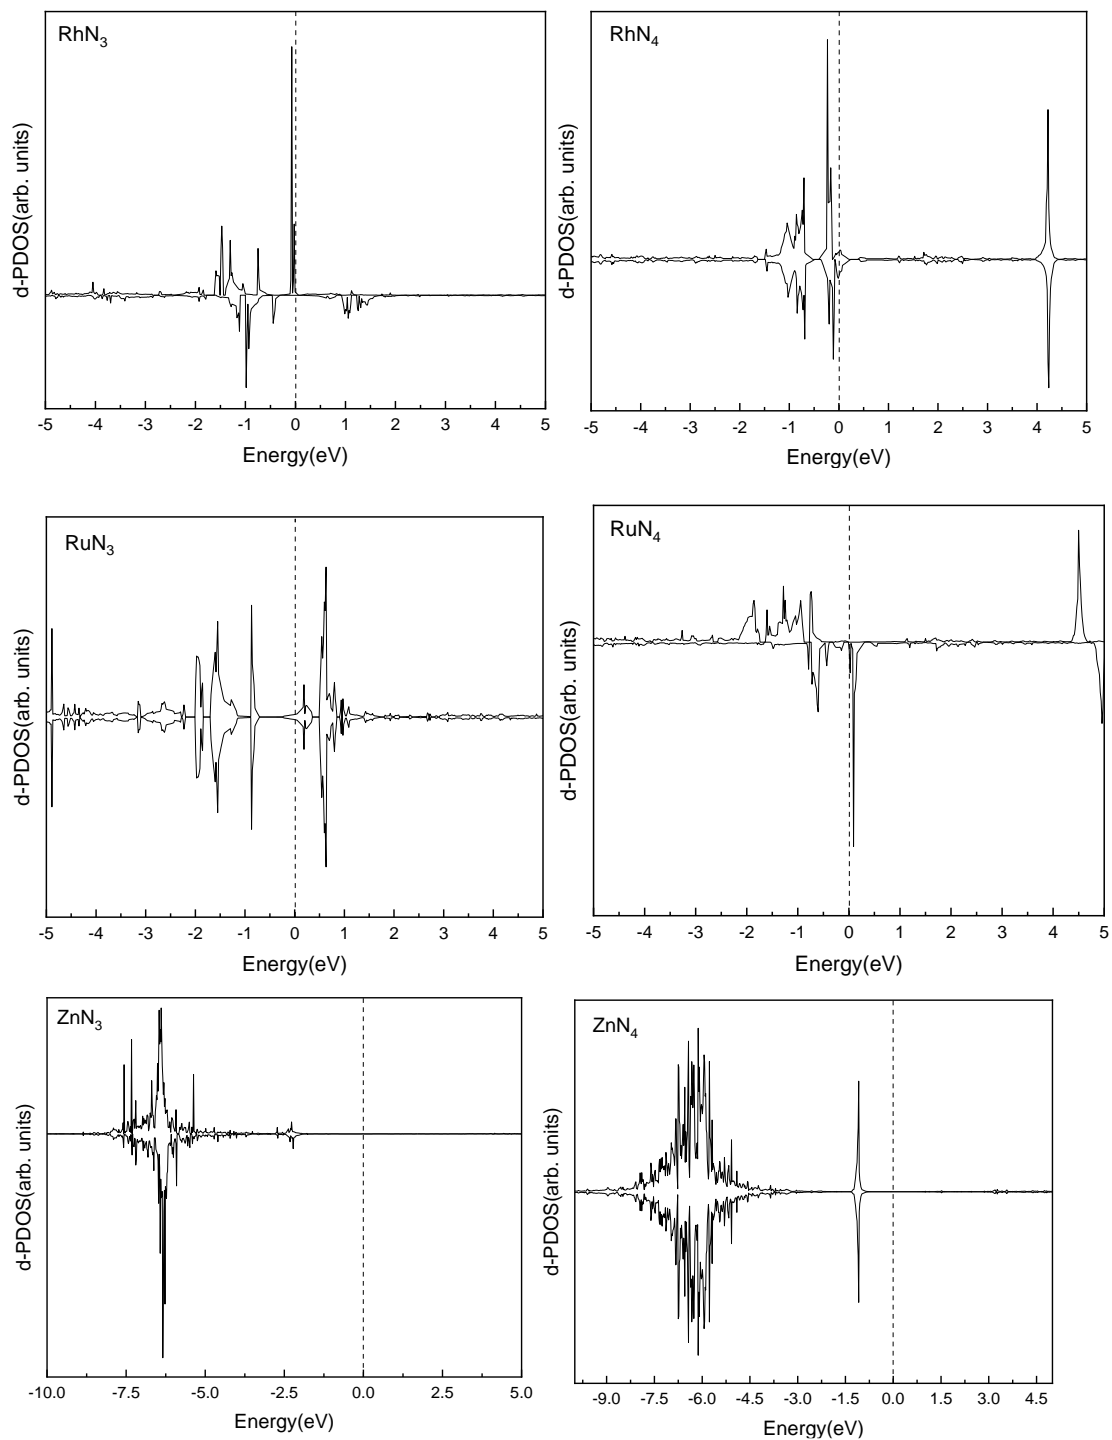 RhN3
d-PDOS(arb. units)
-5 -4 -3 -2 -1 0 1 2 3 4 5
Energy(eV)
RhN4
d-PDOS(arb. units)
-5 -4 -3 -2 -1 0 1 2 3 4 5
Energy(eV)
RuN3
d-PDOS(arb. units)
-5 -4 -3 -2 -1 0 1 2 3 4 5
Energy(eV)
RuN4
d-PDOS(arb. units)
-5 -4 -3 -2 -1 0 1 2 3 4 5
Energy(eV)
ZnN3
d-PDOS(arb. units)
-10.0 -7.5 -5.0 -2.5 0.0 2.5 5.0
Energy(eV)
ZnN4
d-PDOS(arb. units)
-9.0 -7.5 -6.0 -4.5 -3.0 -1.5 0.0 1.5 3.0 4.5
Energy(eV)